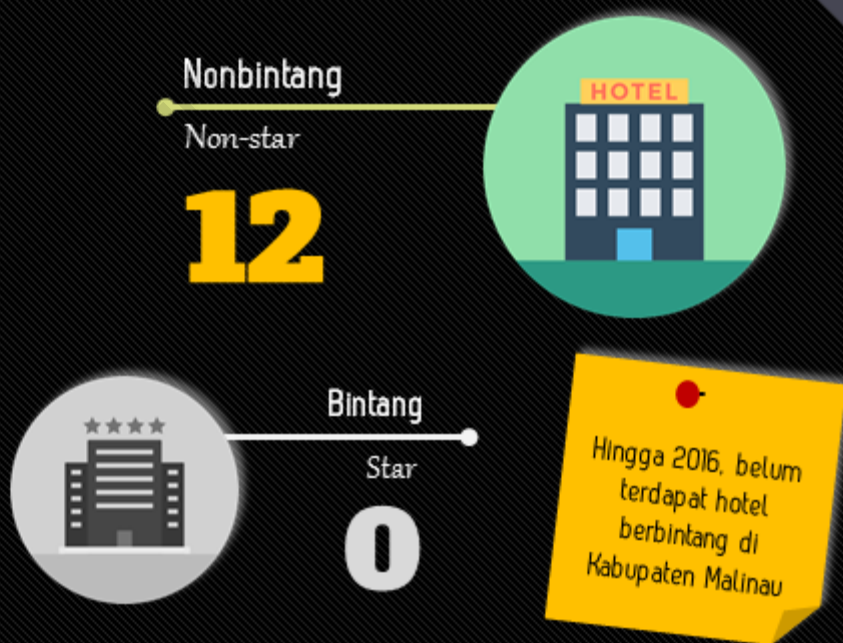 Nonbintang
Non-star
12
HOTEL
Bintang
Star
0
Hingga 2016, belum
terdapat hotel
berbintang di
Kabupaten Malinau